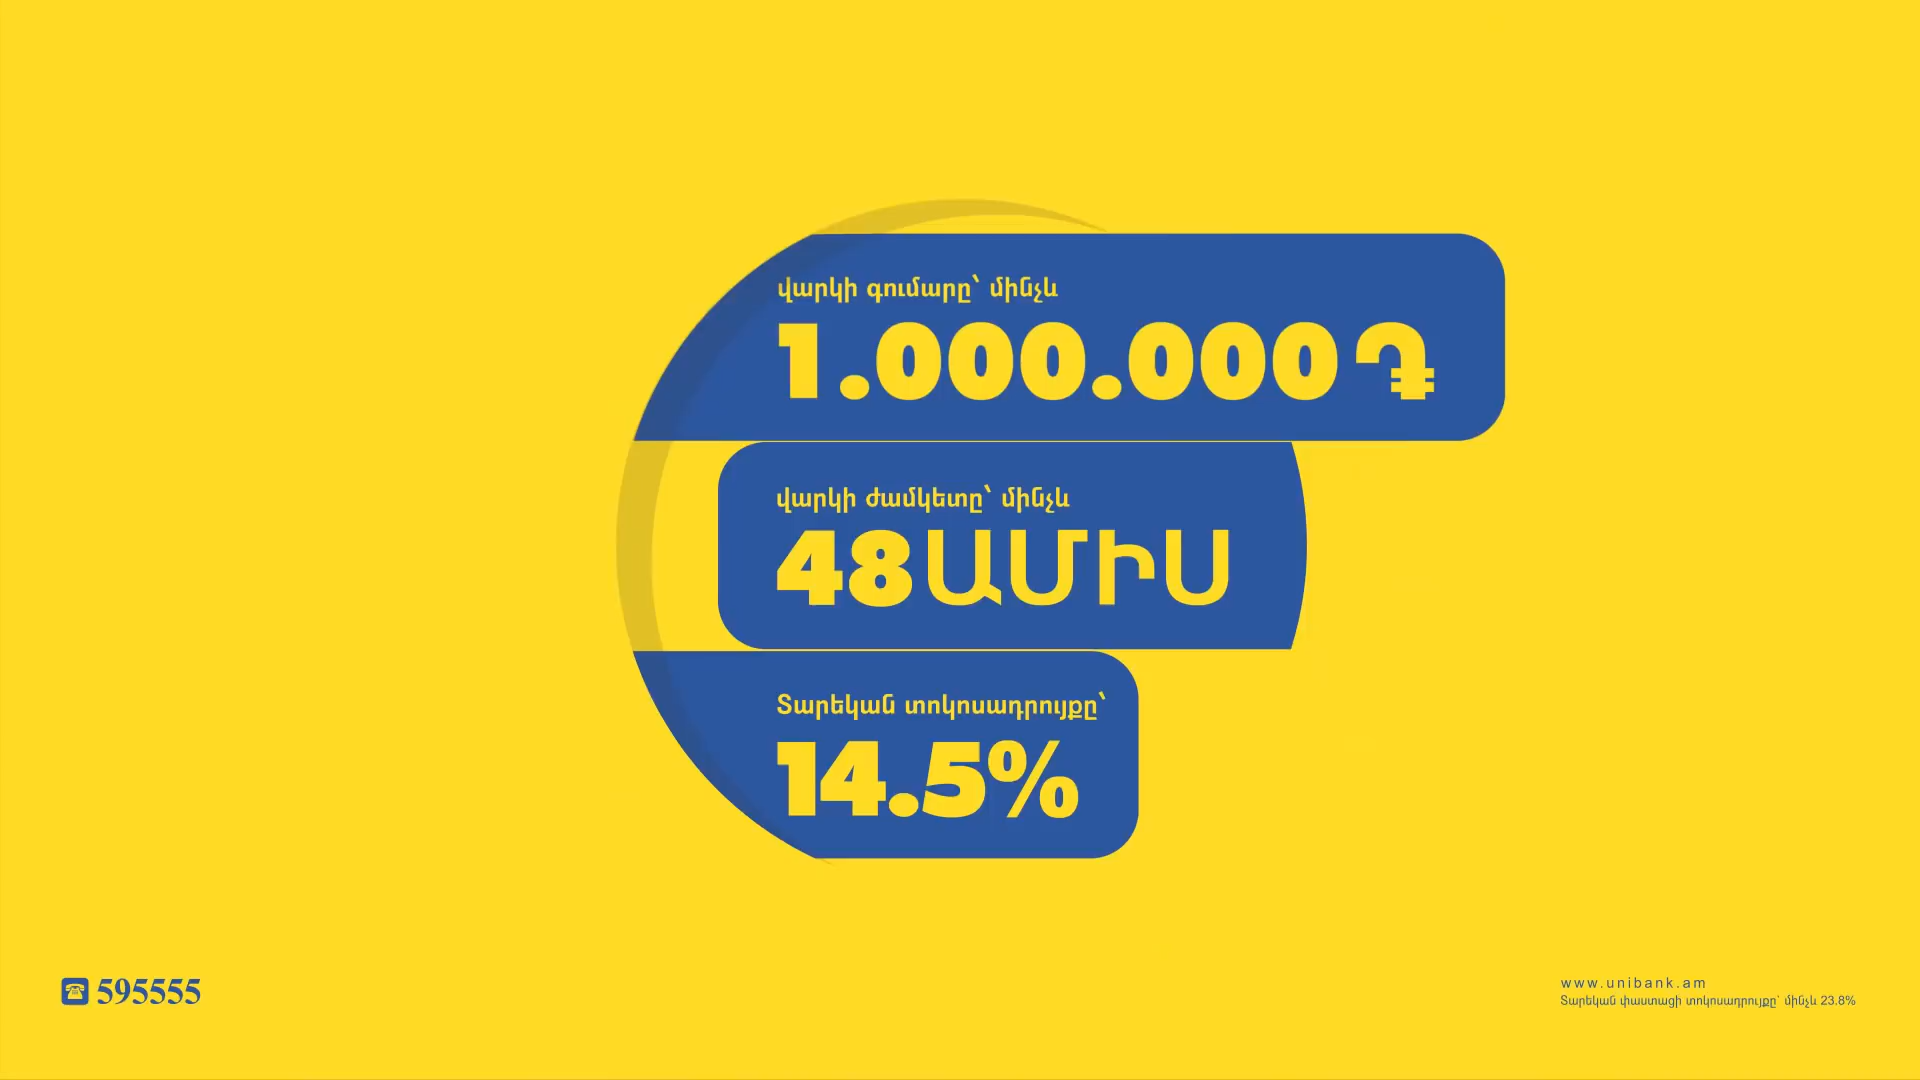 վարկի գումարը՝ մինչև
1.000.000 ֏
վարկի ժամկետը՝ մինչև
48ԱՄԻՍ
Տարեկան տոկոսադրույքը՝
14.5%
595555
www.unibank.am
Տարեկան փաստացի տոկոսադրույքը՝ մինչև 23.8%